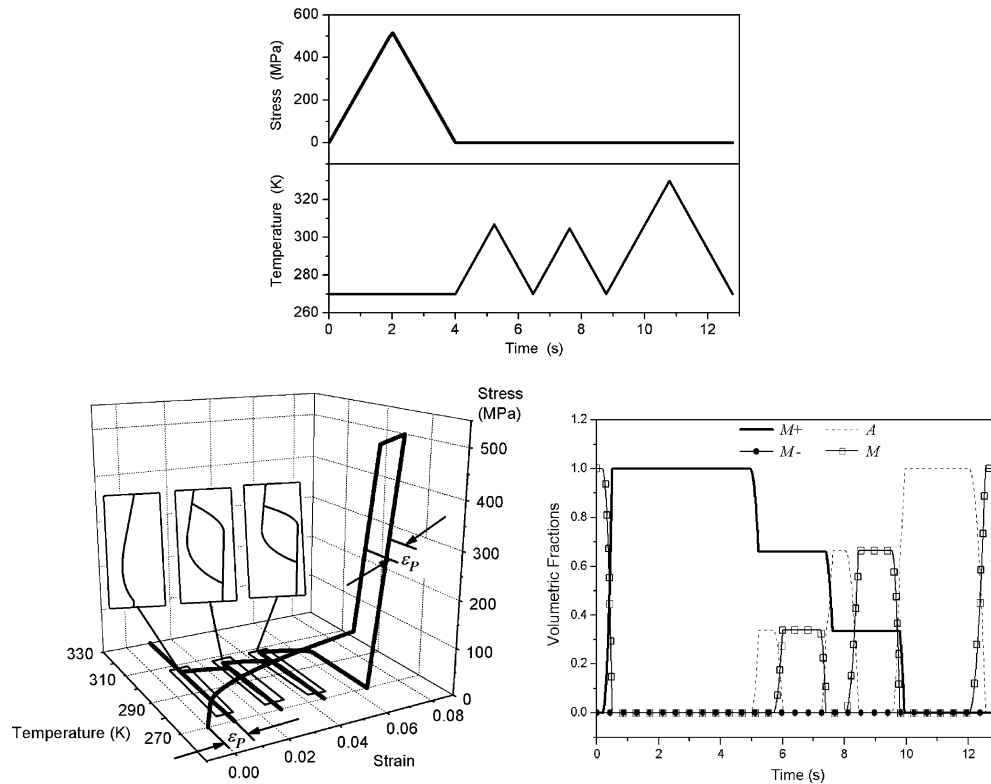 600
400
200
0
Stress (MPa)
320
300
280
260
Temperature (K)
0 2 4 6 8 10 12
Time (s)
Stress
(MPa)
500
400
300
200
100
0
εP
330
310
290
270
Temperature (K)
εP
0.00 0.02 0.04 0.06 0.08
Strain
1.2
1.0
0.8
0.6
0.4
0.2
0.0
Volumetric Fractions
M+ A
M- M
0 2 4 6 8 10 12
Time (s)